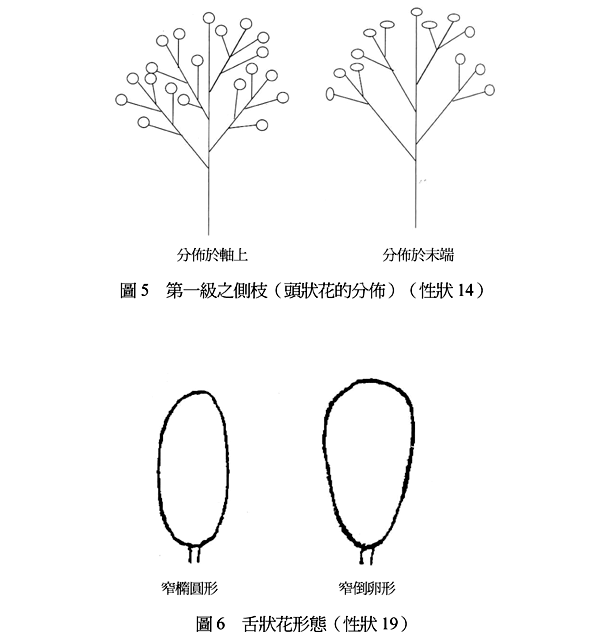 分佈於軸上 分佈於末端
圖 5 第一級之側枝（頭狀花的分佈）（性狀 14）
窄橢圓形 窄倒卵形
圖 6 舌狀花形態（性狀 19）